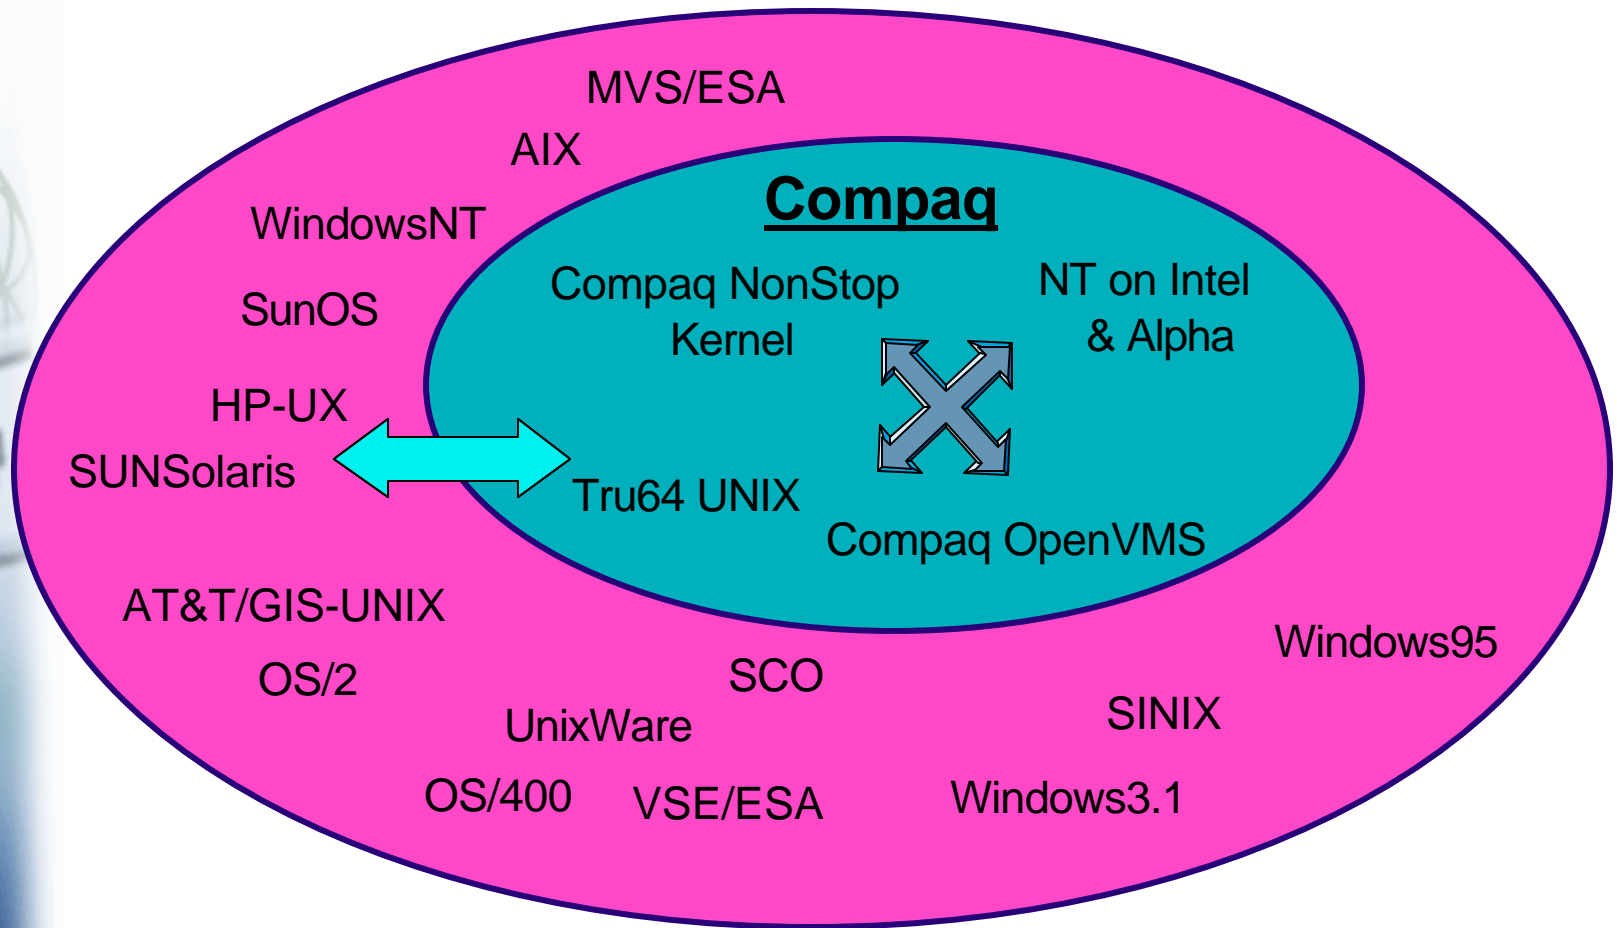 MVS/ESA
AIX
WindowsNT
SunOS
HP-UX
SUNSolaris
AT&T/GIS-UNIX
OS/2
UnixWare
SCO
OS/400
VSE/ESA
Windows3.1
SINIX
Windows95
Compaq
Compaq NonStop
Kernel
NT on Intel
& Alpha
Tru64 UNIX
Compaq OpenVMS